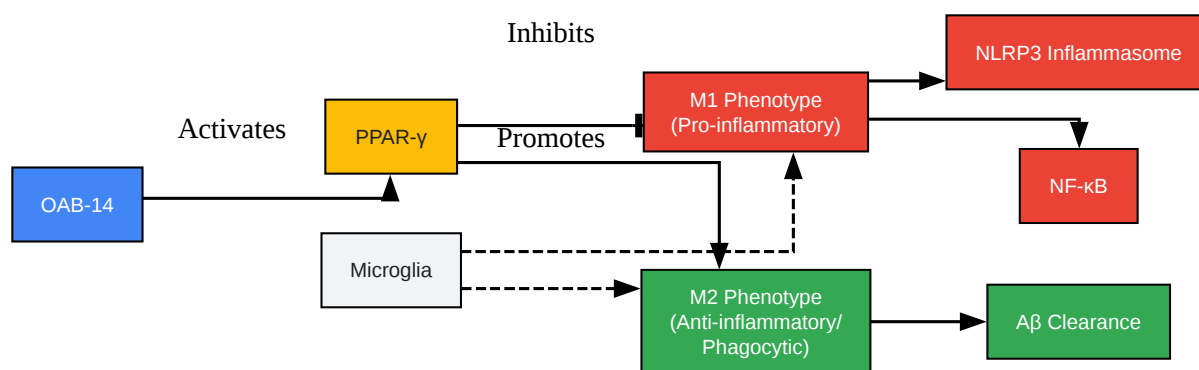 Inhibits
NLRP3 Inflammasome
M1 Phenotype
(Pro-inflammatory)
Activates
PPAR-γ
Promotes
NF-κB
OAB-14
Microglia
M2 Phenotype
(Anti-inflammatory/
Phagocytic)
Aβ Clearance